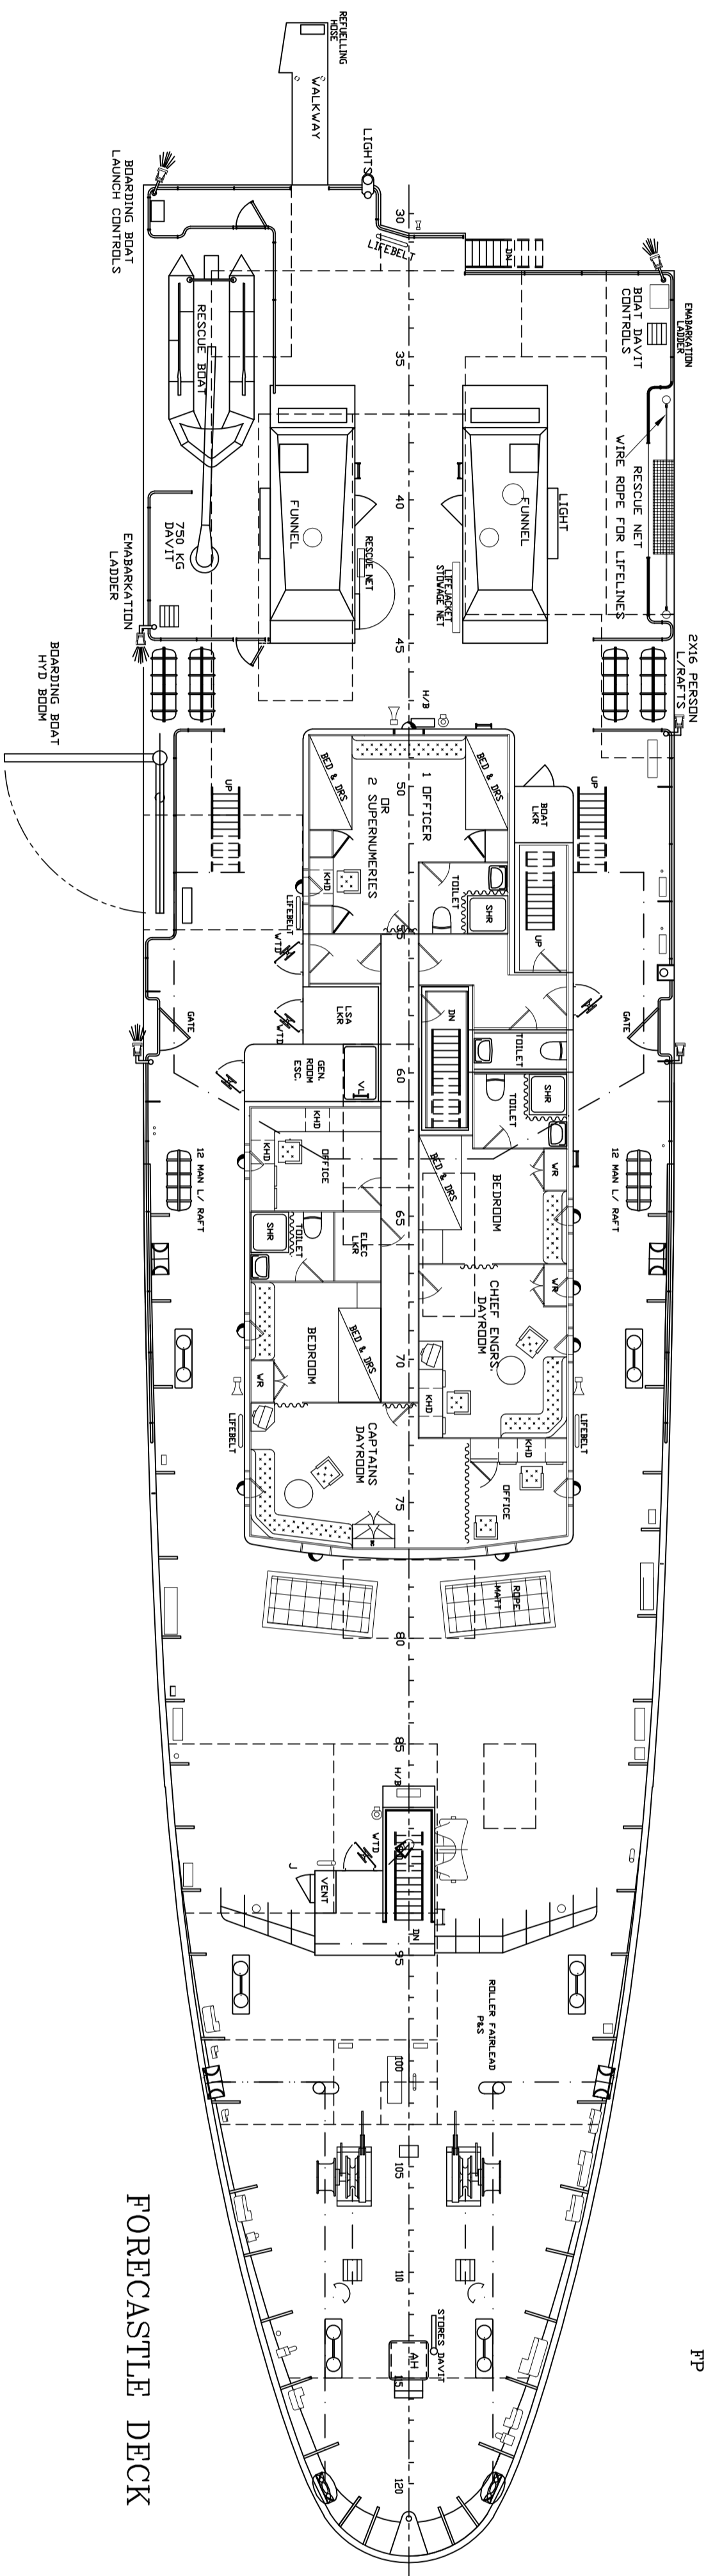 REFUELLING
HOSE
WALKWAY
LIGHTS
BOARDING BOAT
LAUNCH CONTROLS
LIFEBELT
30
DN
BOAT DAVIT
CONTROLS
EMABARKATION
LADDER
RESCUE BOAT
35
WIRE ROPE FOR LIFELINES
RESCUE NET
FUNNEL
40
FUNNEL
LIGHT
750 KG
DAVIT
RESCUE NET
LIFEJACKET
STOWAGE NET
EMABARKATION
LADDER
45
2X16 PERSON
L/RAFTS
BOARDING BOAT
HYD BOOM
H/B
UP
BED & DRS
50
1 OFFICER
OR
2 SUPERNUMERIES
BED & DRS
BOAT
LKR
UP
KHD
TOILET
SHR
UP
LIFEBELT
55
WTD
WTD
LSA
LKR
DN
TOILET
GATE
GATE
GEN.
ROOM
ESC.
VL
60
TOILET
SHR
KHD
KHD
OFFICE
BED & DRS
BEDROOM
WR
12 MAN L/ RAFT
12 MAN L/ RAFT
65
SHR
TOILET
ELEC
LKR
WR
CHIEF ENGRS.
DAYROOM
BEDROOM
BED & DRS
WR
70
KHD
LIFEBELT
LIFEBELT
CAPTAINS
DAYROOM
KHD
OFFICE
75
ROPE
MATT
80
85
H/B
WTD
J
VENT
DN
95
ROLLER FAIRLEAD
P&S
100
105
110
STORES DAVIT
AH
115
120
FORECASTLE DECK
FP